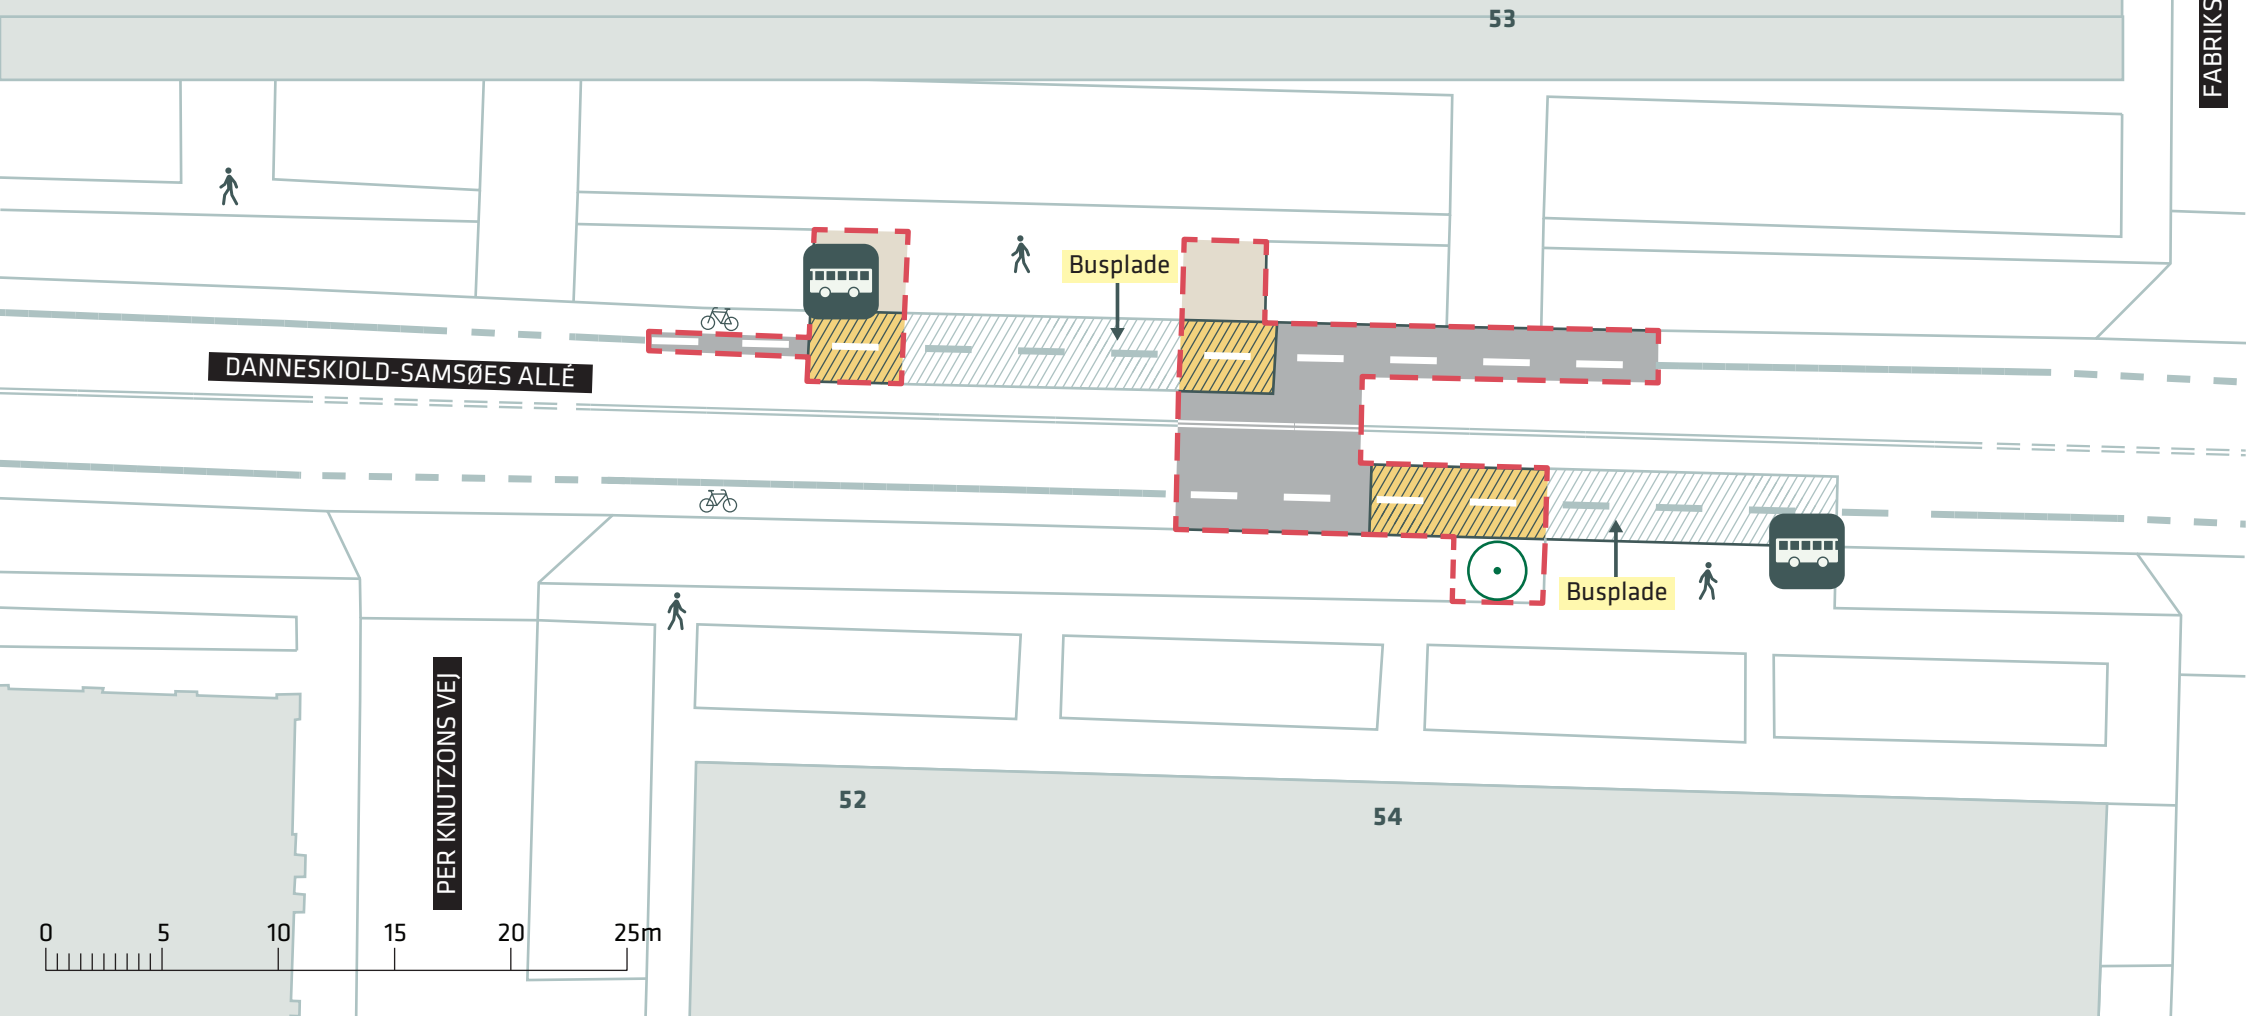 53
FABRIKS
Busplade
DANNESKIOLD-SAMSØES ALLÉ
Busplade
PER KNUTZONS VEJ
52
54
0 5 10 15 20 25m